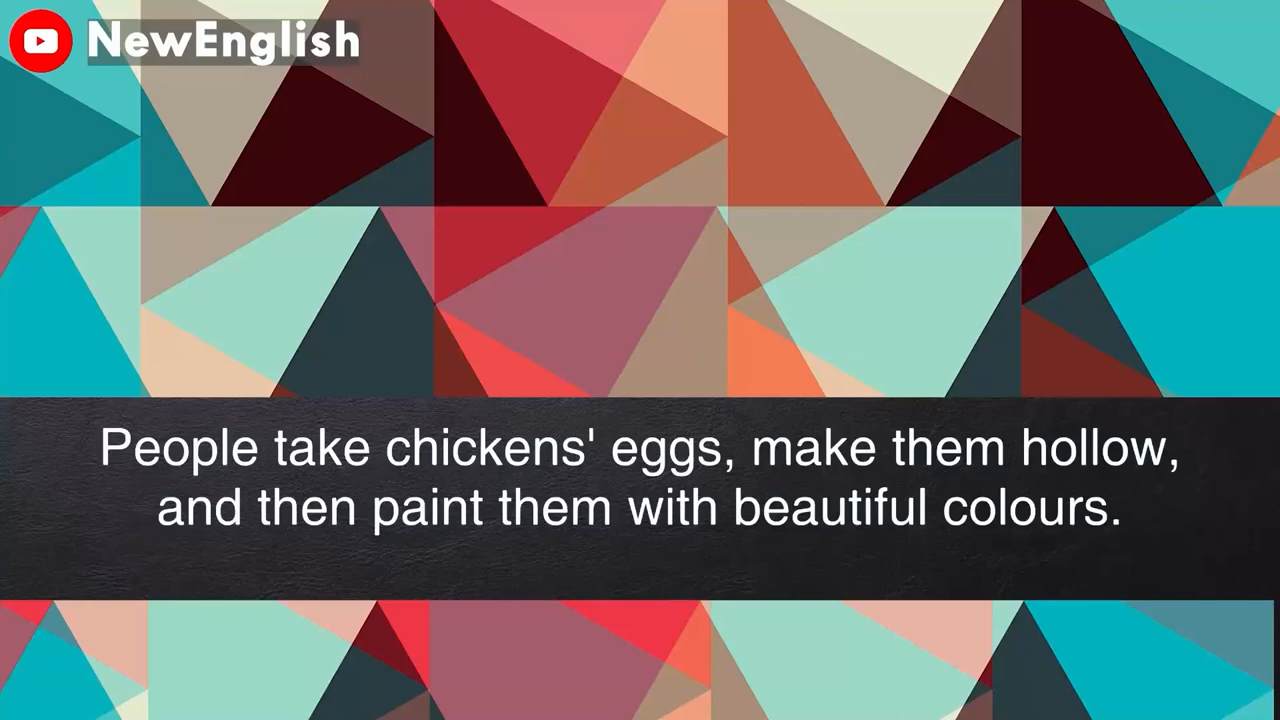 NewEnglish
People take chickens' eggs, make them hollow,
and then paint them with beautiful colours.